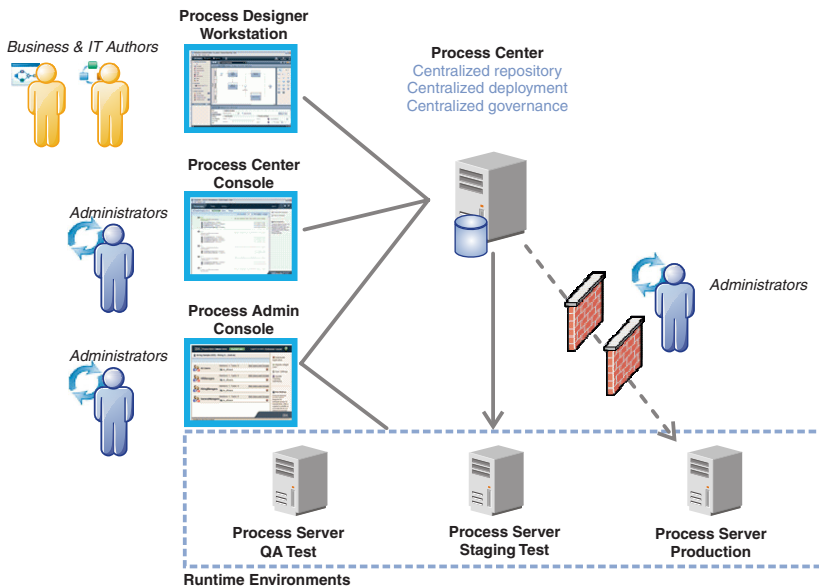 Process Designer
Workstation
Business & IT Authors
Process Center
Centralized repository
Centralized deployment
Centralized governance
Process Center
Console
Administrators
Administrators
Process Admin
Console
Administrators
Process Server
QA Test
Process Server
Staging Test
Process Server
Production
Runtime Environments